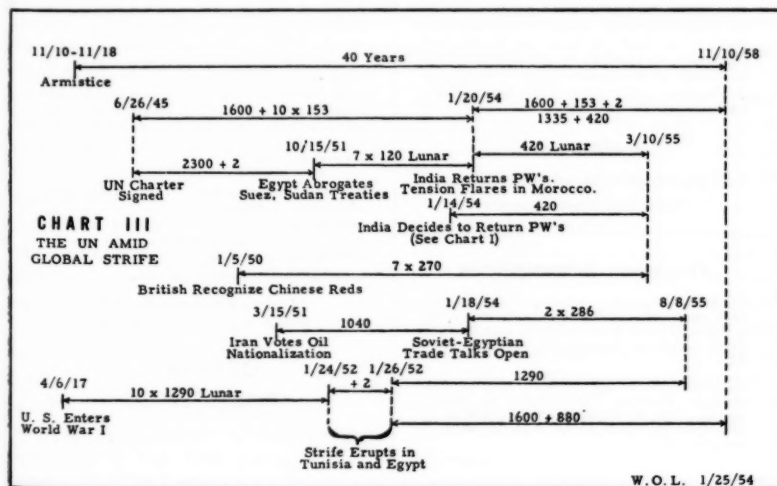 11/10-11/18
40 Years
11/10/58
Armistice
6/26/45
1600 + 10 x 153
1/20/54
1600 + 153 + 2
1335 + 420
10/15/51
7 x 120 Lunar
420 Lunar
3/10/55
2300 + 2
UN Charter
Signed
Egypt Abrogates
Suez, Sudan Treaties
India Returns PW's.
Tension Flares in Morocco.
CHART III
THE UN AMID
GLOBAL STRIFE
1/14/54
420
India Decides to Return PW's
(See Chart I)
1/5/50
7 x 270
British Recognize Chinese Reds
3/15/51
1040
1/18/54
2 x 286
8/8/55
Iran Votes Oil
Nationalization
Soviet-Egyptian
Trade Talks Open
4/6/17
10 x 1290 Lunar
1/24/52
+ 2
1/26/52
1290
U. S. Enters
World War I
1600 + 880
Strife Erupts in
Tunisia and Egypt
W.O.L. 1/25/54